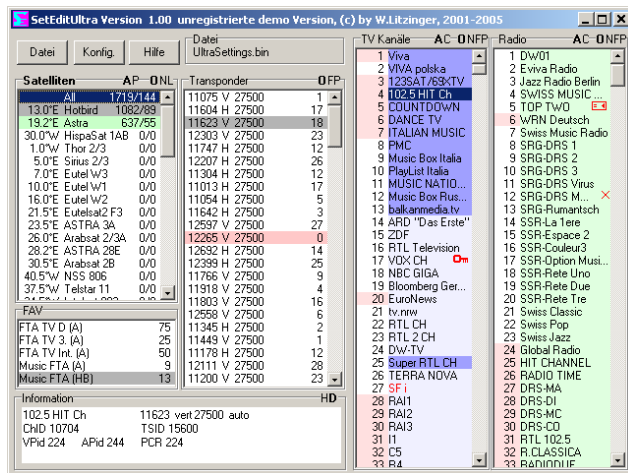 SetEditUltra Version 1.00 unregistrierte demo Version, (c) by W.Litzinger, 2001-2005
Datei
Konfig.
Hilfe
Datei
UltraSettings.bin
Satelliten AP ONL
All 1719/144
13.0°E Hotbird 1082/89
19.2°E Astra 637/55
30.0°W HispaSat 1AB 0/0
1.0°W Thor 2/3 0/0
5.0°E Sirius 2/3 0/0
7.0°E Eutel W3 0/0
10.0°E Eutel W1 0/0
16.0°E Eutel W2 0/0
21.5°E Eutelsat2 F3 0/0
23.5°E ASTRA 3A 0/0
26.0°E Arabsat 2/3A 0/0
28.2°E ASTRA 2E 0/0
30.5°E Arabsat 2B 0/0
40.5°W NSS 806 0/0
37.5°W Telstar 11 0/0
FAV
FTA TV D (A) 75
FTA TV 3. (A) 25
FTA TV Int. (A) 50
Music FTA (A) 9
Music FTA (HB) 13
Transponder OFP
11075 V 27500 1
11604 H 27500 17
11623 V 27500 18
12303 V 27500 23
11747 H 27500 12
12207 H 27500 26
11304 H 27500 12
11013 H 27500 17
11054 H 27500 5
11642 H 27500 3
12597 V 27500 27
12265 V 27500 0
12692 H 27500 14
12399 H 27500 25
11766 V 27500 9
11918 V 27500 4
11803 V 27500 16
12558 V 27500 6
11345 H 27500 2
11449 V 27500 1
11178 H 27500 12
12111 V 27500 28
11200 V 27500 23
Information HD
102.5 HIT Ch 11623 vert 27500 auto
ChID 10704 TSID 15600
VPid 224 APid 244 PCR 224
TV Kanäle AC ONFP
1 Viva
2 VIVA polska
3 123SAT/63XTV
4 102.5 HIT Ch
5 COUNTDOWN
6 DANCE TV
7 ITALIAN MUSIC
8 PMC
9 Music Box Italia
10 PlayList Italia
11 MUSIC NATIO...
12 Music Box Rus...
13 balkanmedia.tv
14 ARD "Das Erste"
15 ZDF
16 RTL Television
17 VOX CH
18 NBC GIGA
19 Bloomberg Ger...
20 EuroNews
21 tv.nrw
22 RTL CH
23 RTL 2 CH
24 DW-TV
25 Super RTL CH
26 TERRA NOVA
27 SF i
28 RAI1
29 RAI2
30 RAI3
31 I1
32 C5
33 R4
Radio AC ONFP
1 DW01
2 Eviva Radio
3 Jazz Radio Berlin
4 SWISS MUSIC ...
5 TOP TWO
6 WRN Deutsch
7 Swiss Music Radio
8 SRG-DRS 1
9 SRG-DRS 2
10 SRG-DRS 3
11 SRG-DRS Virus
12 SRG-DRS M...
13 SRG-Rumantsch
14 SSR-La 1ere
15 SSR-Espace 2
16 SSR-Couleur3
17 SSR-Option Musi...
18 SSR-Rete Uno
19 SSR-Rete Due
20 SSR-Rete Tre
21 Swiss Classic
22 Swiss Pop
23 Swiss Jazz
24 Global Radio
25 HIT CHANNEL
26 RADIO TIME
27 DRS-MA
28 DRS-DI
29 DRS-MC
30 DRS-CO
31 RTL 102.5
32 R.CLASSICA
33 RADIODUE